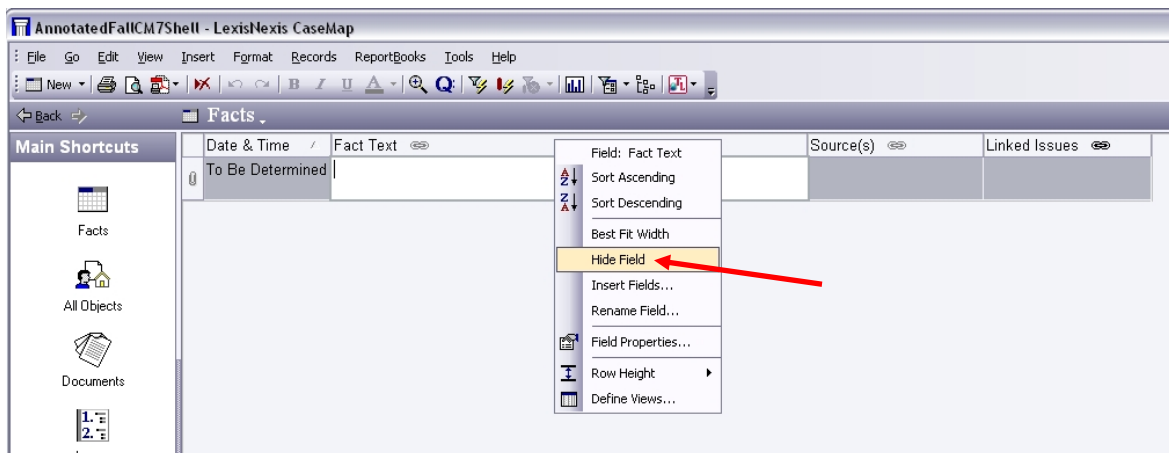 AnnotatedFallCM7Shell - LexisNexis CaseMap
File Go Edit View Insert Format Records ReportBooks Tools Help
New B I U A Q:
Back Facts
Main Shortcuts Date & Time Fact Text Source(s) Linked Issues
To Be Determined
Facts
All Objects
Documents
1.
2.
Field: Fact Text
Sort Ascending
Sort Descending
Best Fit Width
Hide Field
Insert Fields...
Rename Field...
Field Properties...
Row Height
Define Views...